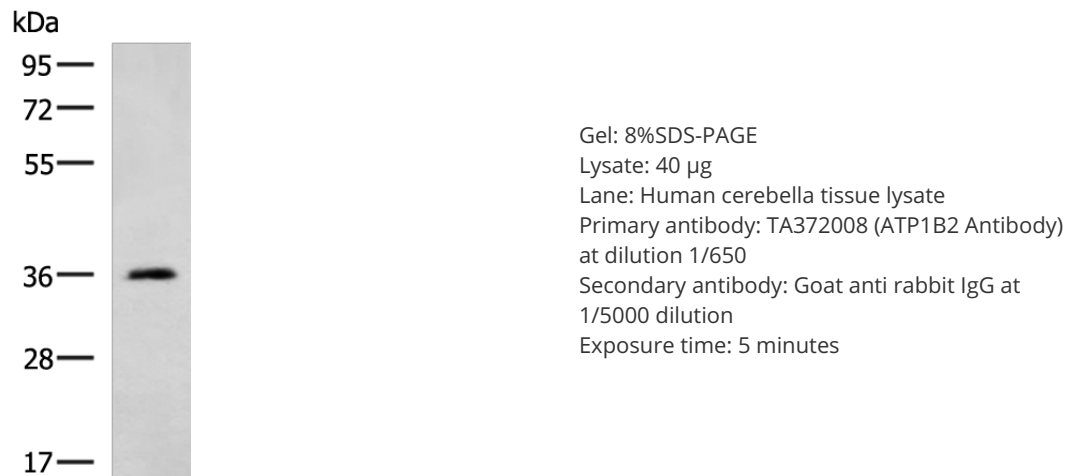 kDa
95
72
55
36
28
17
Gel: 8%SDS-PAGE
Lysate: 40 µg
Lane: Human cerebella tissue lysate
Primary antibody: TA372008 (ATP1B2 Antibody)
at dilution 1/650
Secondary antibody: Goat anti rabbit IgG at
1/5000 dilution
Exposure time: 5 minutes